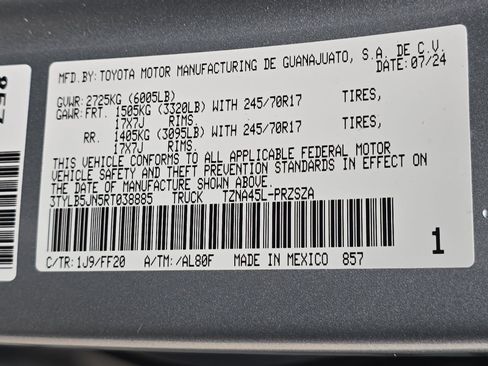 MFD.BY: TOYOTA MOTOR MANUFACTURING DE GUANAJUATO, S.A. DE C.V.
DATE: 07/24
GVWR: 2725KG (6005LB)
GAWR: FRT. 1505KG (3320LB) WITH 245/70R17 TIRES,
17X7J RIMS.
RR. 1405KG (3095LB) WITH 245/70R17 TIRES,
17X7J RIMS.
THIS VEHICLE CONFORMS TO ALL APPLICABLE FEDERAL MOTOR
VEHICLE SAFETY AND THEFT PREVENTION STANDARDS IN EFFECT ON
THE DATE OF MANUFACTURE SHOWN ABOVE.
3TYLB5JN5RT038885 TRUCK TZNA45L-PRZSZA
1
C/TR: 1J9/FF20 A/TM: /AL80F MADE IN MEXICO 857
857